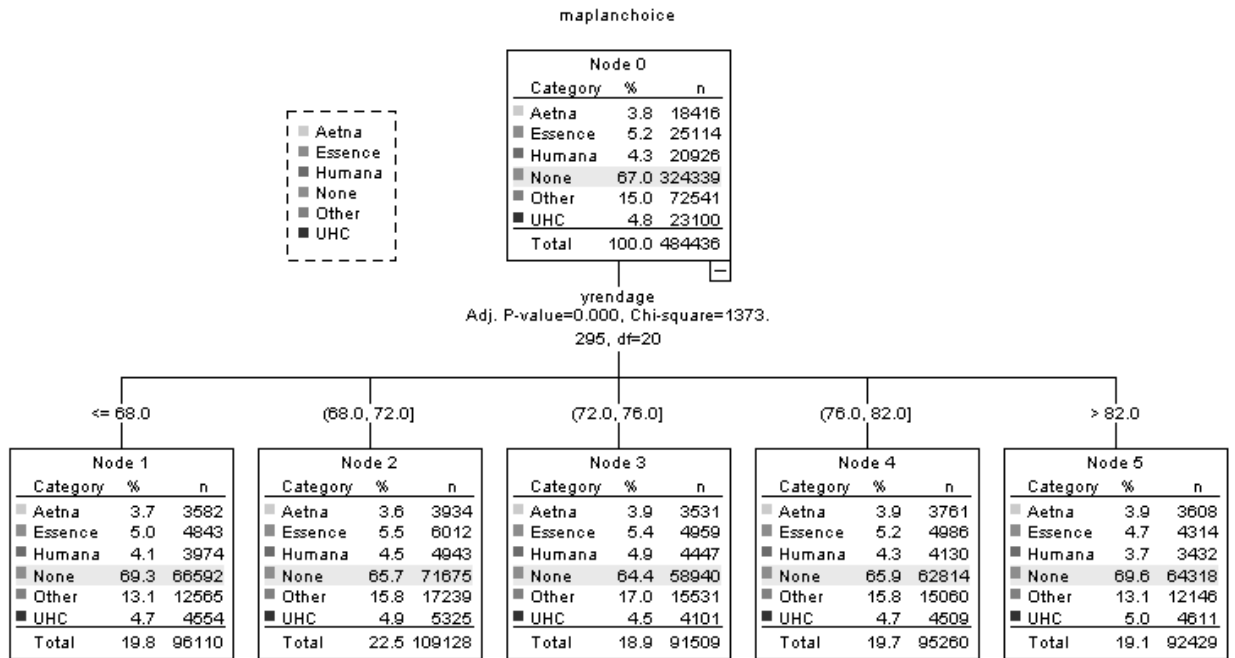 maplanchoice
Node 0
Category % n
Aetna 3.8 18416
Essence 5.2 25114
Humana 4.3 20926
None 67.0 324339
Other 15.0 72541
UHC 4.8 23100
Total 100.0 484436
Aetna
Essence
Humana
None
Other
UHC
yrendage
Adj. P-value=0.000, Chi-square=1373.
295, df=20
<= 68.0
(68.0, 72.0]
(72.0, 76.0]
(76.0, 82.0]
> 82.0
Node 1
Category % n
Aetna 3.7 3582
Essence 5.0 4843
Humana 4.1 3974
None 69.3 66592
Other 13.1 12565
UHC 4.7 4554
Total 19.8 96110
Node 2
Category % n
Aetna 3.6 3934
Essence 5.5 6012
Humana 4.5 4943
None 65.7 71675
Other 15.8 17239
UHC 4.9 5325
Total 22.5 109128
Node 3
Category % n
Aetna 3.9 3531
Essence 5.4 4959
Humana 4.9 4447
None 64.4 58940
Other 17.0 15531
UHC 4.5 4101
Total 18.9 91509
Node 4
Category % n
Aetna 3.9 3761
Essence 5.2 4986
Humana 4.3 4130
None 65.9 62814
Other 15.8 15060
UHC 4.7 4509
Total 19.7 95260
Node 5
Category % n
Aetna 3.9 3608
Essence 4.7 4314
Humana 3.7 3432
None 69.6 64318
Other 13.1 12146
UHC 5.0 4611
Total 19.1 92429